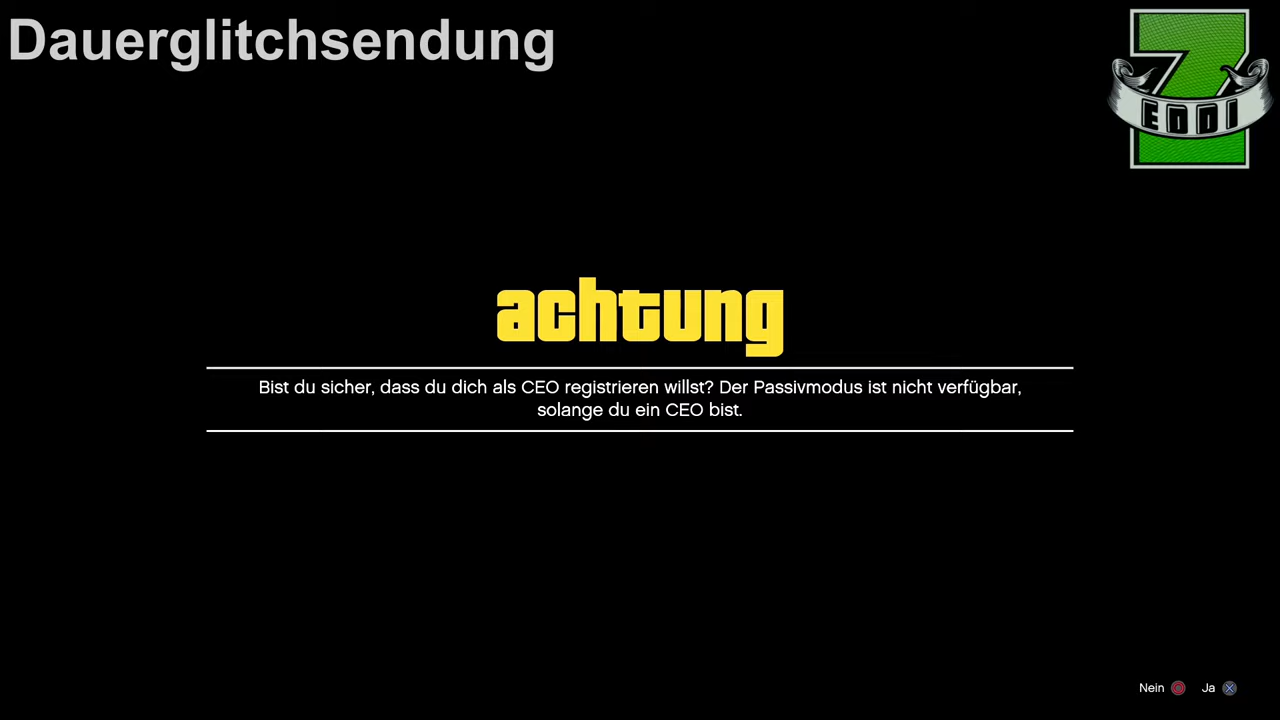 Dauerglitchsendung
Z
EDDI
achtung
Bist du sicher, dass du dich als CEO registrieren willst? Der Passivmodus ist nicht verfügbar,
solange du ein CEO bist.
Nein Ja